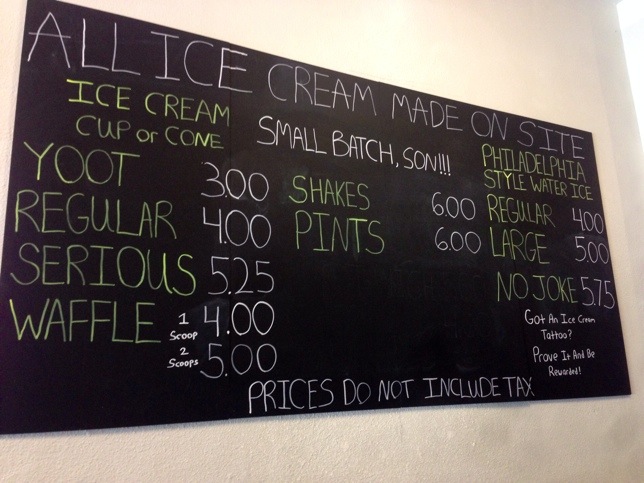 ALL ICE CREAM MADE ON SITE
ICE CREAM
CUP or CONE
YOOT 3.00
REGULAR 4.00
SERIOUS 5.25
WAFFLE 1 Scoop 4.00
2 Scoops 5.00
SMALL BATCH, SON!!!
SHAKES 6.00
PINTS 6.00
PHILADELPHIA
STYLE WATER ICE
REGULAR 4.00
LARGE 5.00
NO JOKE 5.75
Got An Ice Cream
Tattoo?
Prove It And Be
Rewarded!
PRICES DO NOT INCLUDE TAX